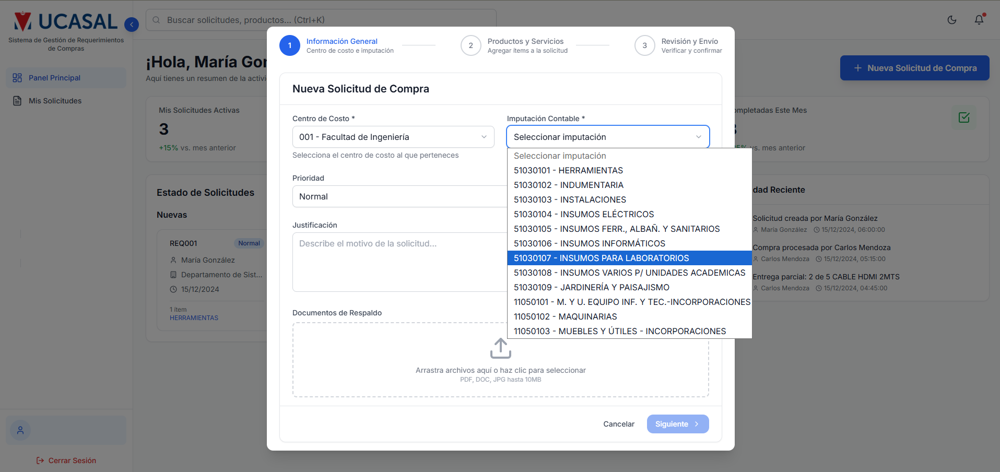 UCASAL
Sistema de Gestión de Requerimientos
de Compras
Panel Principal
Mis Solicitudes
Cerrar Sesión
Buscar solicitudes, productos... (Ctrl+K)
¡Hola, María
Aquí tienes un resumen de la
Nueva Solicitud de Compra
Mis Solicitudes Activas
3
+15% vs. mes anterior
Este Mes
vs. mes anterior
Estado de Solicitudes
Nuevas
REQ001
Normal
María González
Departamento de Sist...
15/12/2024
1 ítem
HERRAMIENTAS
Reciente
Solicitud creada por María González
María González
15/12/2024, 06:00:00
Compra procesada por Carlos Mendoza
Carlos Mendoza
15/12/2024, 05:15:00
Entrega parcial: 2 de 5 CABLE HDMI 2MTS
Carlos Mendoza
15/12/2024, 04:45:00
1
Información General
Centro de costo e imputación
2
Productos y Servicios
Agregar ítems a la solicitud
3
Revisión y Envío
Verificar y confirmar
Nueva Solicitud de Compra
Centro de Costo *
001 - Facultad de Ingeniería
Selecciona el centro de costo al que perteneces
Imputación Contable *
Seleccionar imputación
Seleccionar imputación
51030101 - HERRAMIENTAS
51030102 - INDUMENTARIA
51030103 - INSTALACIONES
51030104 - INSUMOS ELÉCTRICOS
51030105 - INSUMOS FERR., ALBAÑ. Y SANITARIOS
51030106 - INSUMOS INFORMÁTICOS
51030107 - INSUMOS PARA LABORATORIOS
51030108 - INSUMOS VARIOS P/ UNIDADES ACADEMICAS
51030109 - JARDINERÍA Y PAISAJISMO
11050101 - M. Y U. EQUIPO INF. Y TEC.-INCORPORACIONES
11050102 - MAQUINARIAS
11050103 - MUEBLES Y ÚTILES - INCORPORACIONES
Prioridad
Normal
Justificación
Describe el motivo de la solicitud...
Documentos de Respaldo
Arrastra archivos aquí o haz clic para seleccionar
PDF, DOC, JPG hasta 10MB
Cancelar
Siguiente